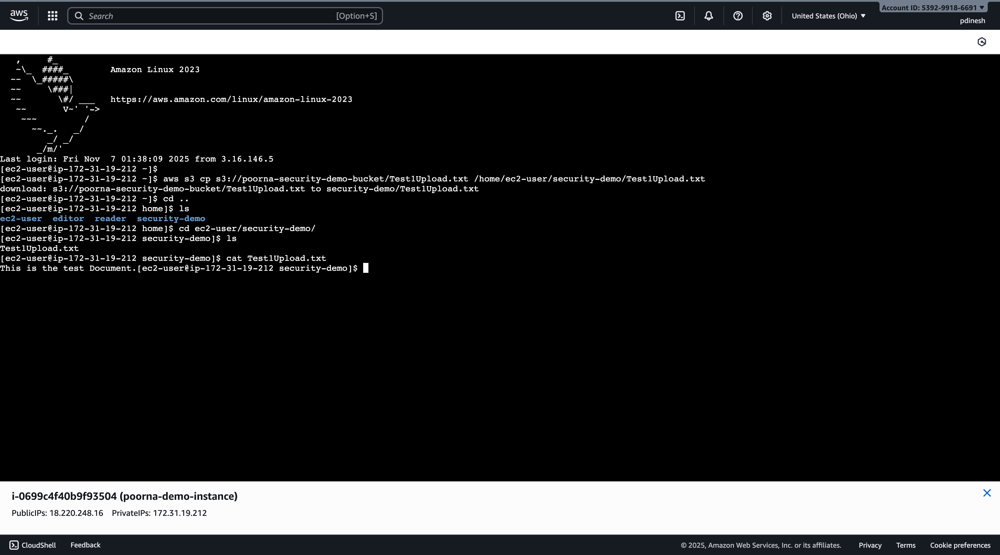 aws
Search [Option+S]
United States (Ohio)
Account ID: 5392-9918-6691
pdinesh
   ,     #_
   ~\_  ####_        Amazon Linux 2023
  ~~  \_#####\
  ~~     \###|
  ~~       \#/ ___   https://aws.amazon.com/linux/amazon-linux-2023
   ~~       V~' '->
    ~~~         /
      ~~._.   _/
         _/ _/
       _/m/'
Last login: Fri Nov  7 01:38:09 2025 from 3.16.146.5
[ec2-user@ip-172-31-19-212 ~]$
[ec2-user@ip-172-31-19-212 ~]$ aws s3 cp s3://poorna-security-demo-bucket/Test1Upload.txt /home/ec2-user/security-demo/Test1Upload.txt
download: s3://poorna-security-demo-bucket/Test1Upload.txt to security-demo/Test1Upload.txt
[ec2-user@ip-172-31-19-212 ~]$ cd ..
[ec2-user@ip-172-31-19-212 home]$ ls
ec2-user  editor  reader  security-demo
[ec2-user@ip-172-31-19-212 home]$ cd ec2-user/security-demo/
[ec2-user@ip-172-31-19-212 security-demo]$ ls
Test1Upload.txt
[ec2-user@ip-172-31-19-212 security-demo]$ cat Test1Upload.txt
This is the test Document.[ec2-user@ip-172-31-19-212 security-demo]$
i-0699c4f40b9f93504 (poorna-demo-instance)
PublicIPs: 18.220.248.16    PrivateIPs: 172.31.19.212
CloudShell Feedback © 2025, Amazon Web Services, Inc. or its affiliates. Privacy Terms Cookie preferences